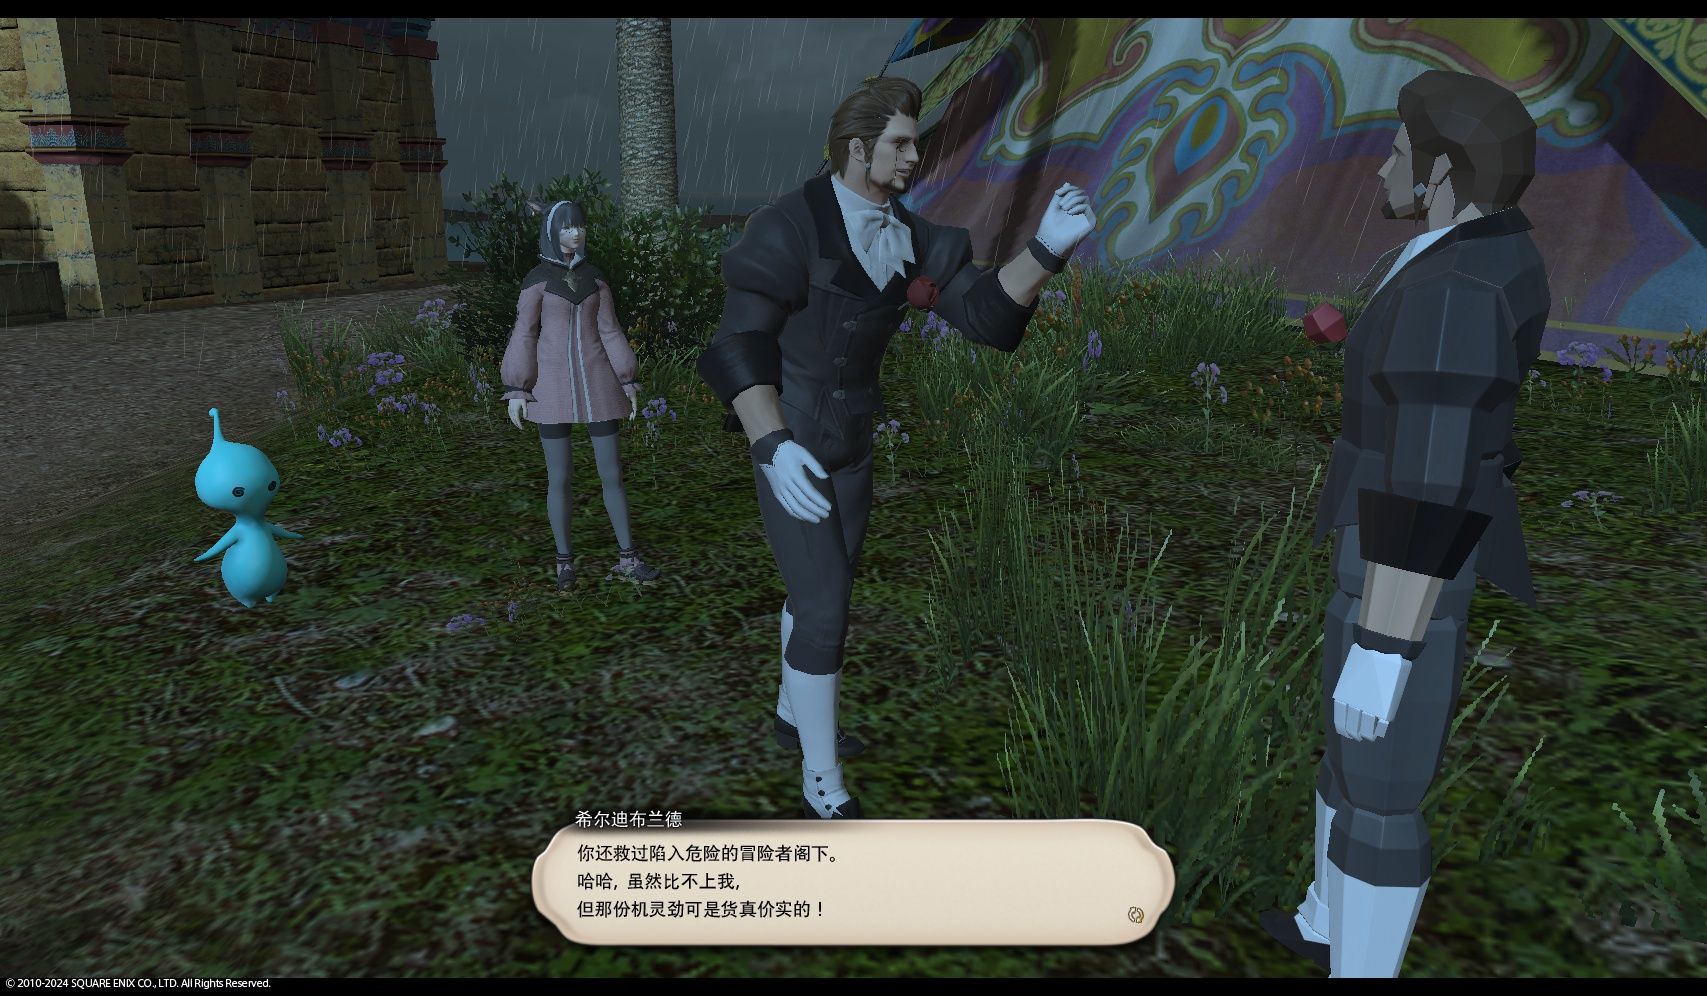 希尔迪布兰德
你还救过陷入危险的冒险者阁下。
哈哈，虽然比不上我，
但那份机灵劲可是货真价实的！
© 2010-2024 SQUARE ENIX CO., LTD. All Rights Reserved.